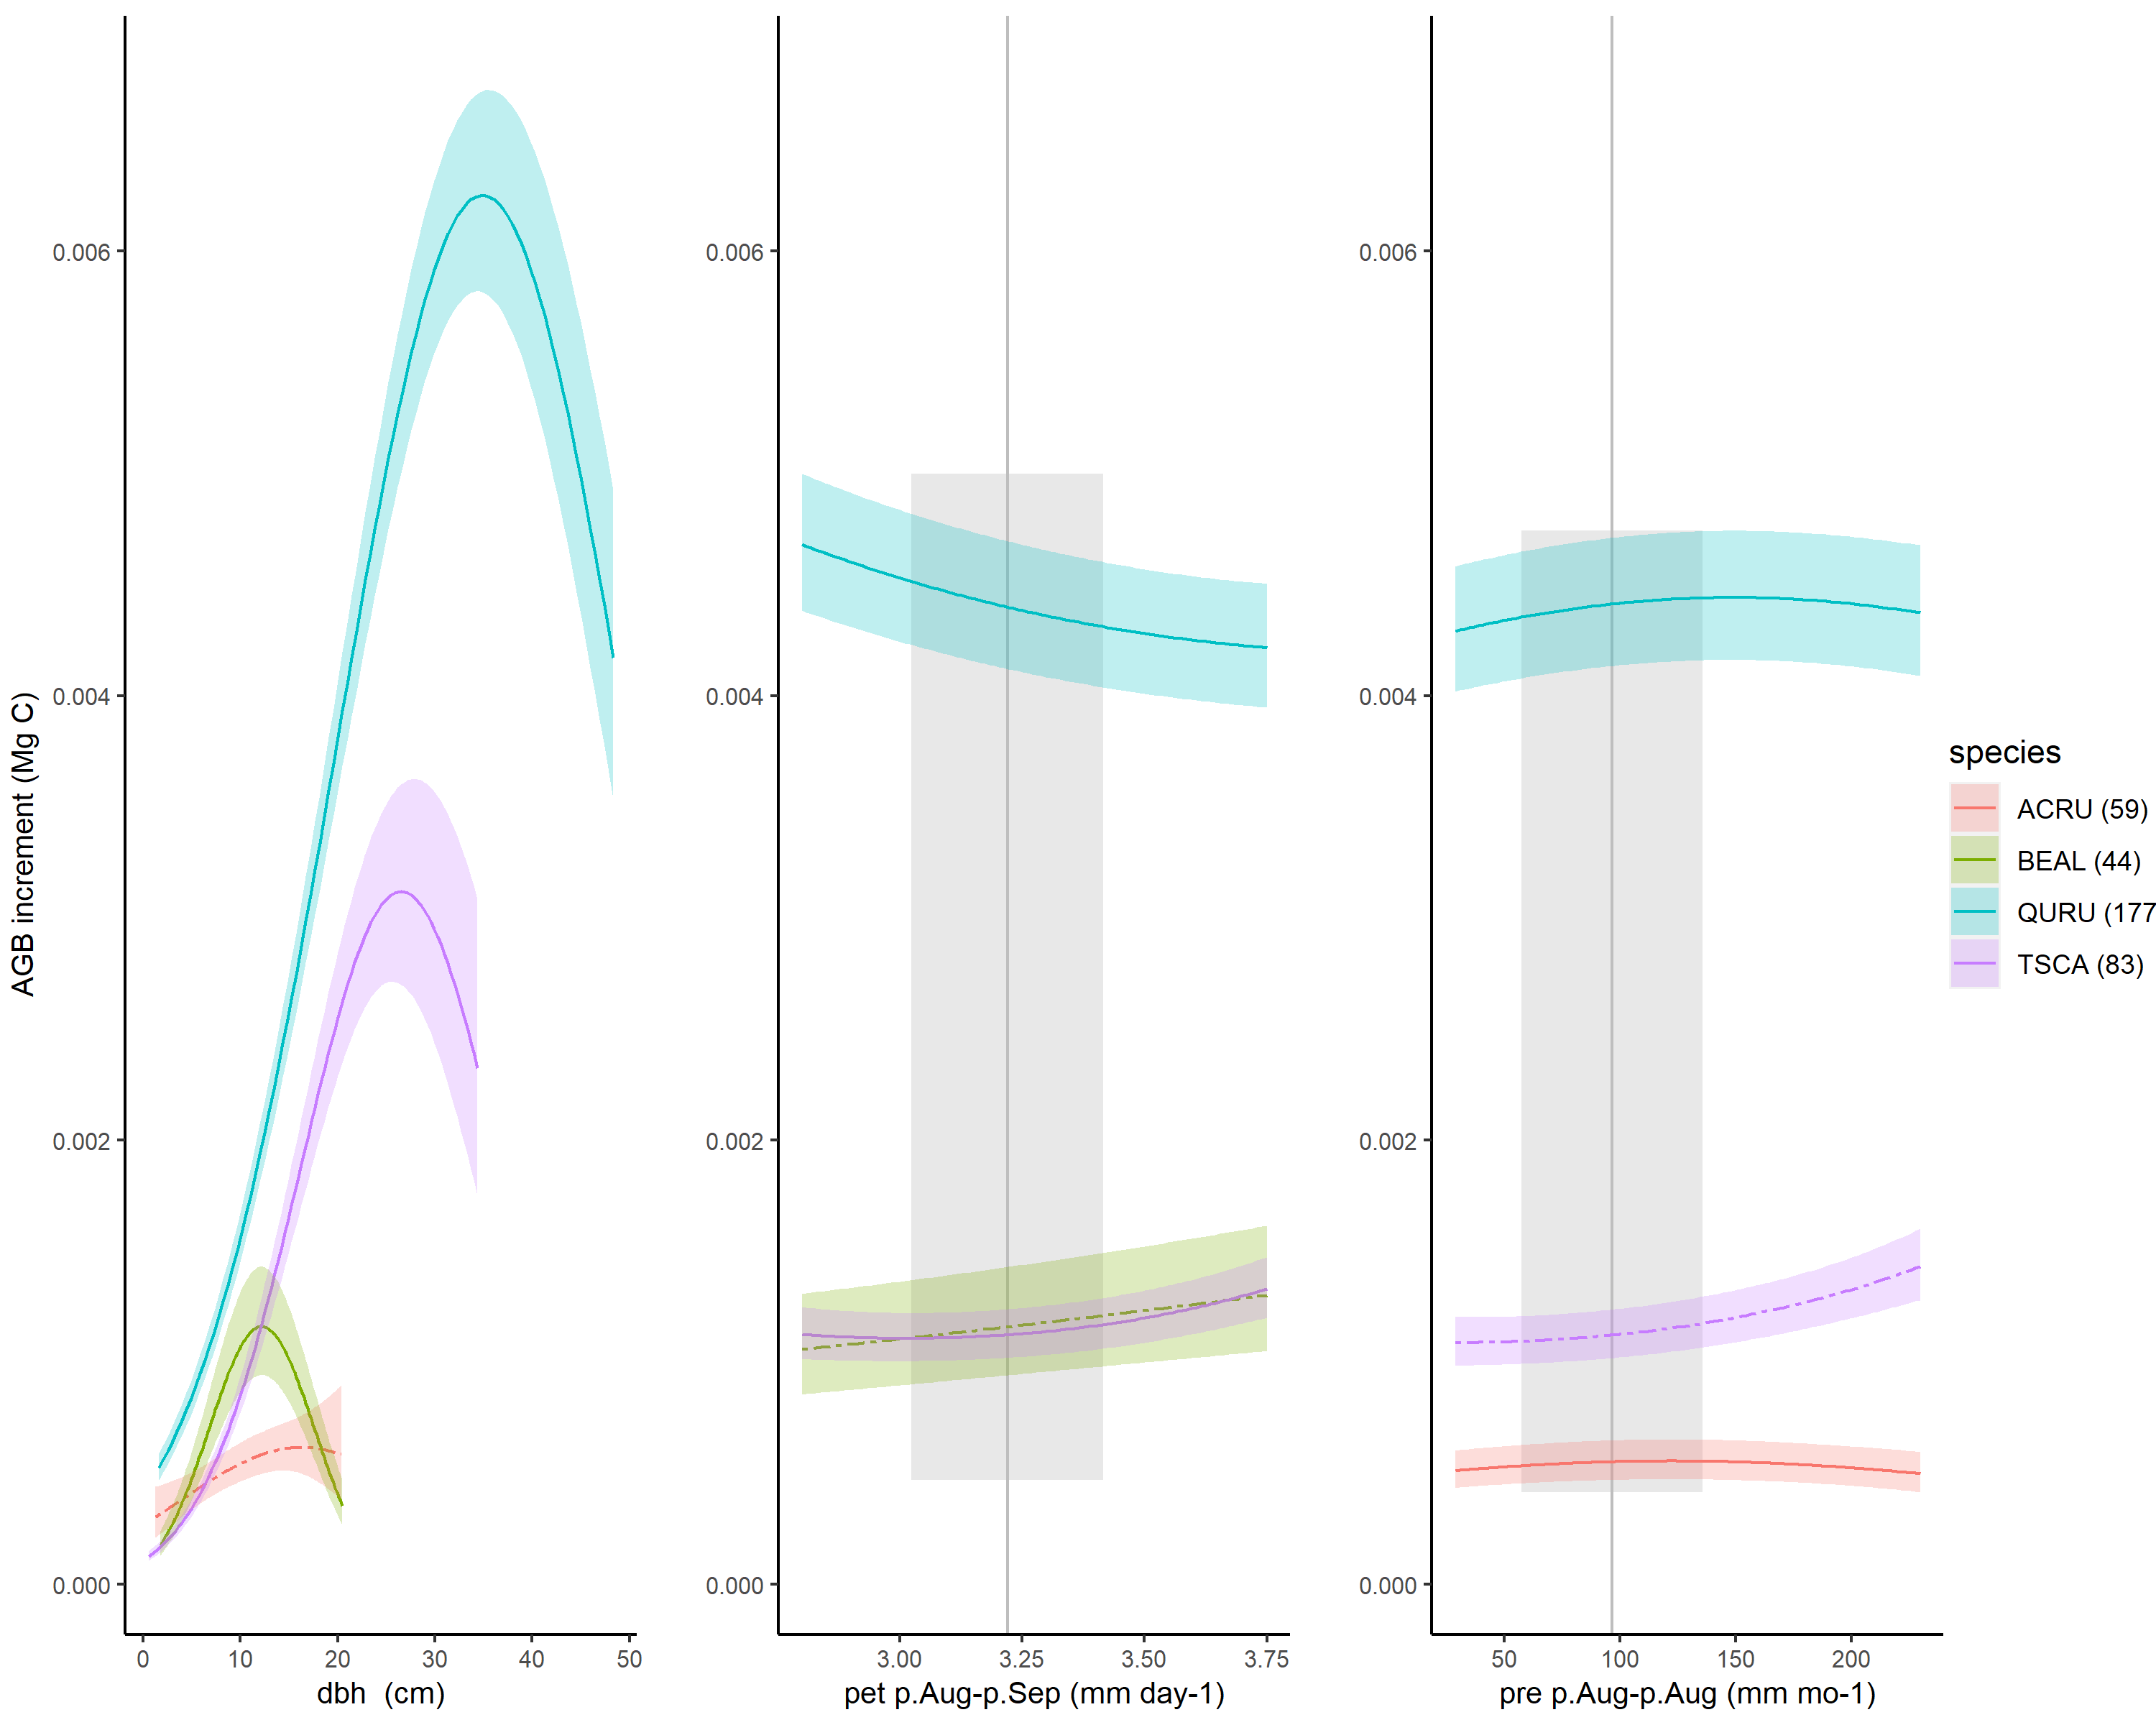 AGB increment (Mg C)
0.006
0.004
0.002
0.000
0 10 20 30 40 50
dbh (cm)
0.006
0.004
0.002
0.000
3.00 3.25 3.50 3.75
pet p.Aug-p.Sep (mm day-1)
0.006
0.004
0.002
0.000
50 100 150 200
pre p.Aug-p.Aug (mm mo-1)
species
ACRU (59)
BEAL (44)
QURU (177
TSCA (83)